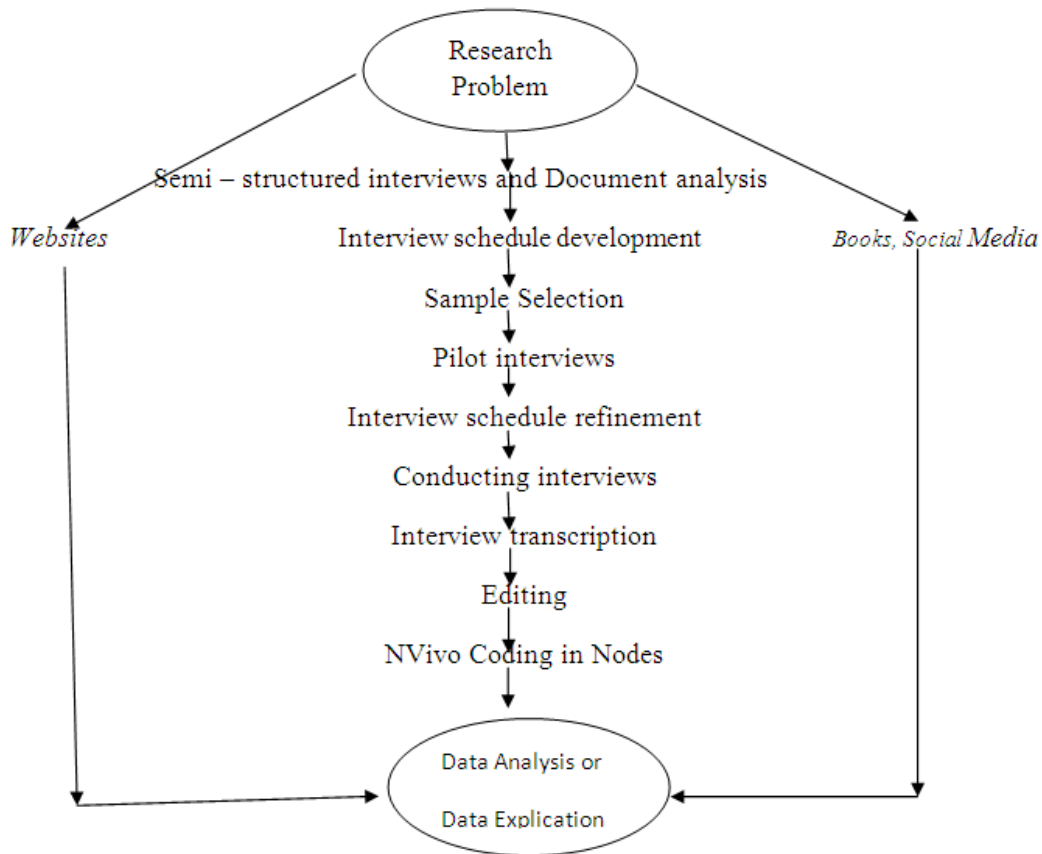 Research
Problem
Semi – structured interviews and Document analysis
Websites
Interview schedule development
Books, Social Media
Sample Selection
Pilot interviews
Interview schedule refinement
Conducting interviews
Interview transcription
Editing
NVivo Coding in Nodes
Data Analysis or
Data Explication